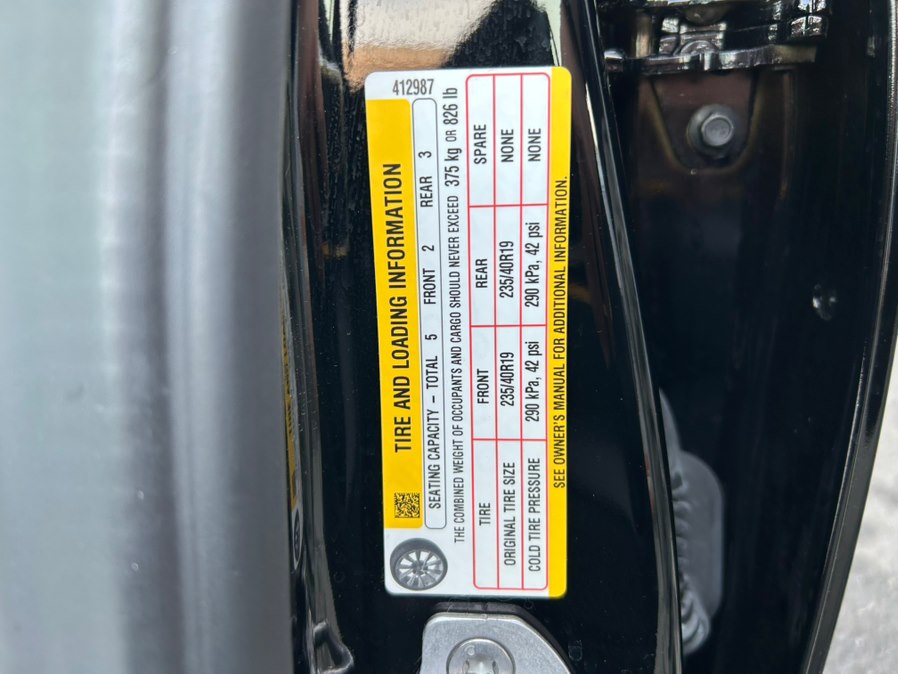 412987
TIRE AND LOADING INFORMATION
SEATING CAPACITY – TOTAL 5 FRONT 2 REAR 3
THE COMBINED WEIGHT OF OCCUPANTS AND CARGO SHOULD NEVER EXCEED 375 kg OR 826 lb
TIRE FRONT REAR SPARE
ORIGINAL TIRE SIZE 235/40R19 235/40R19 NONE
COLD TIRE PRESSURE 290 kPa, 42 psi 290 kPa, 42 psi NONE
SEE OWNER'S MANUAL FOR ADDITIONAL INFORMATION.